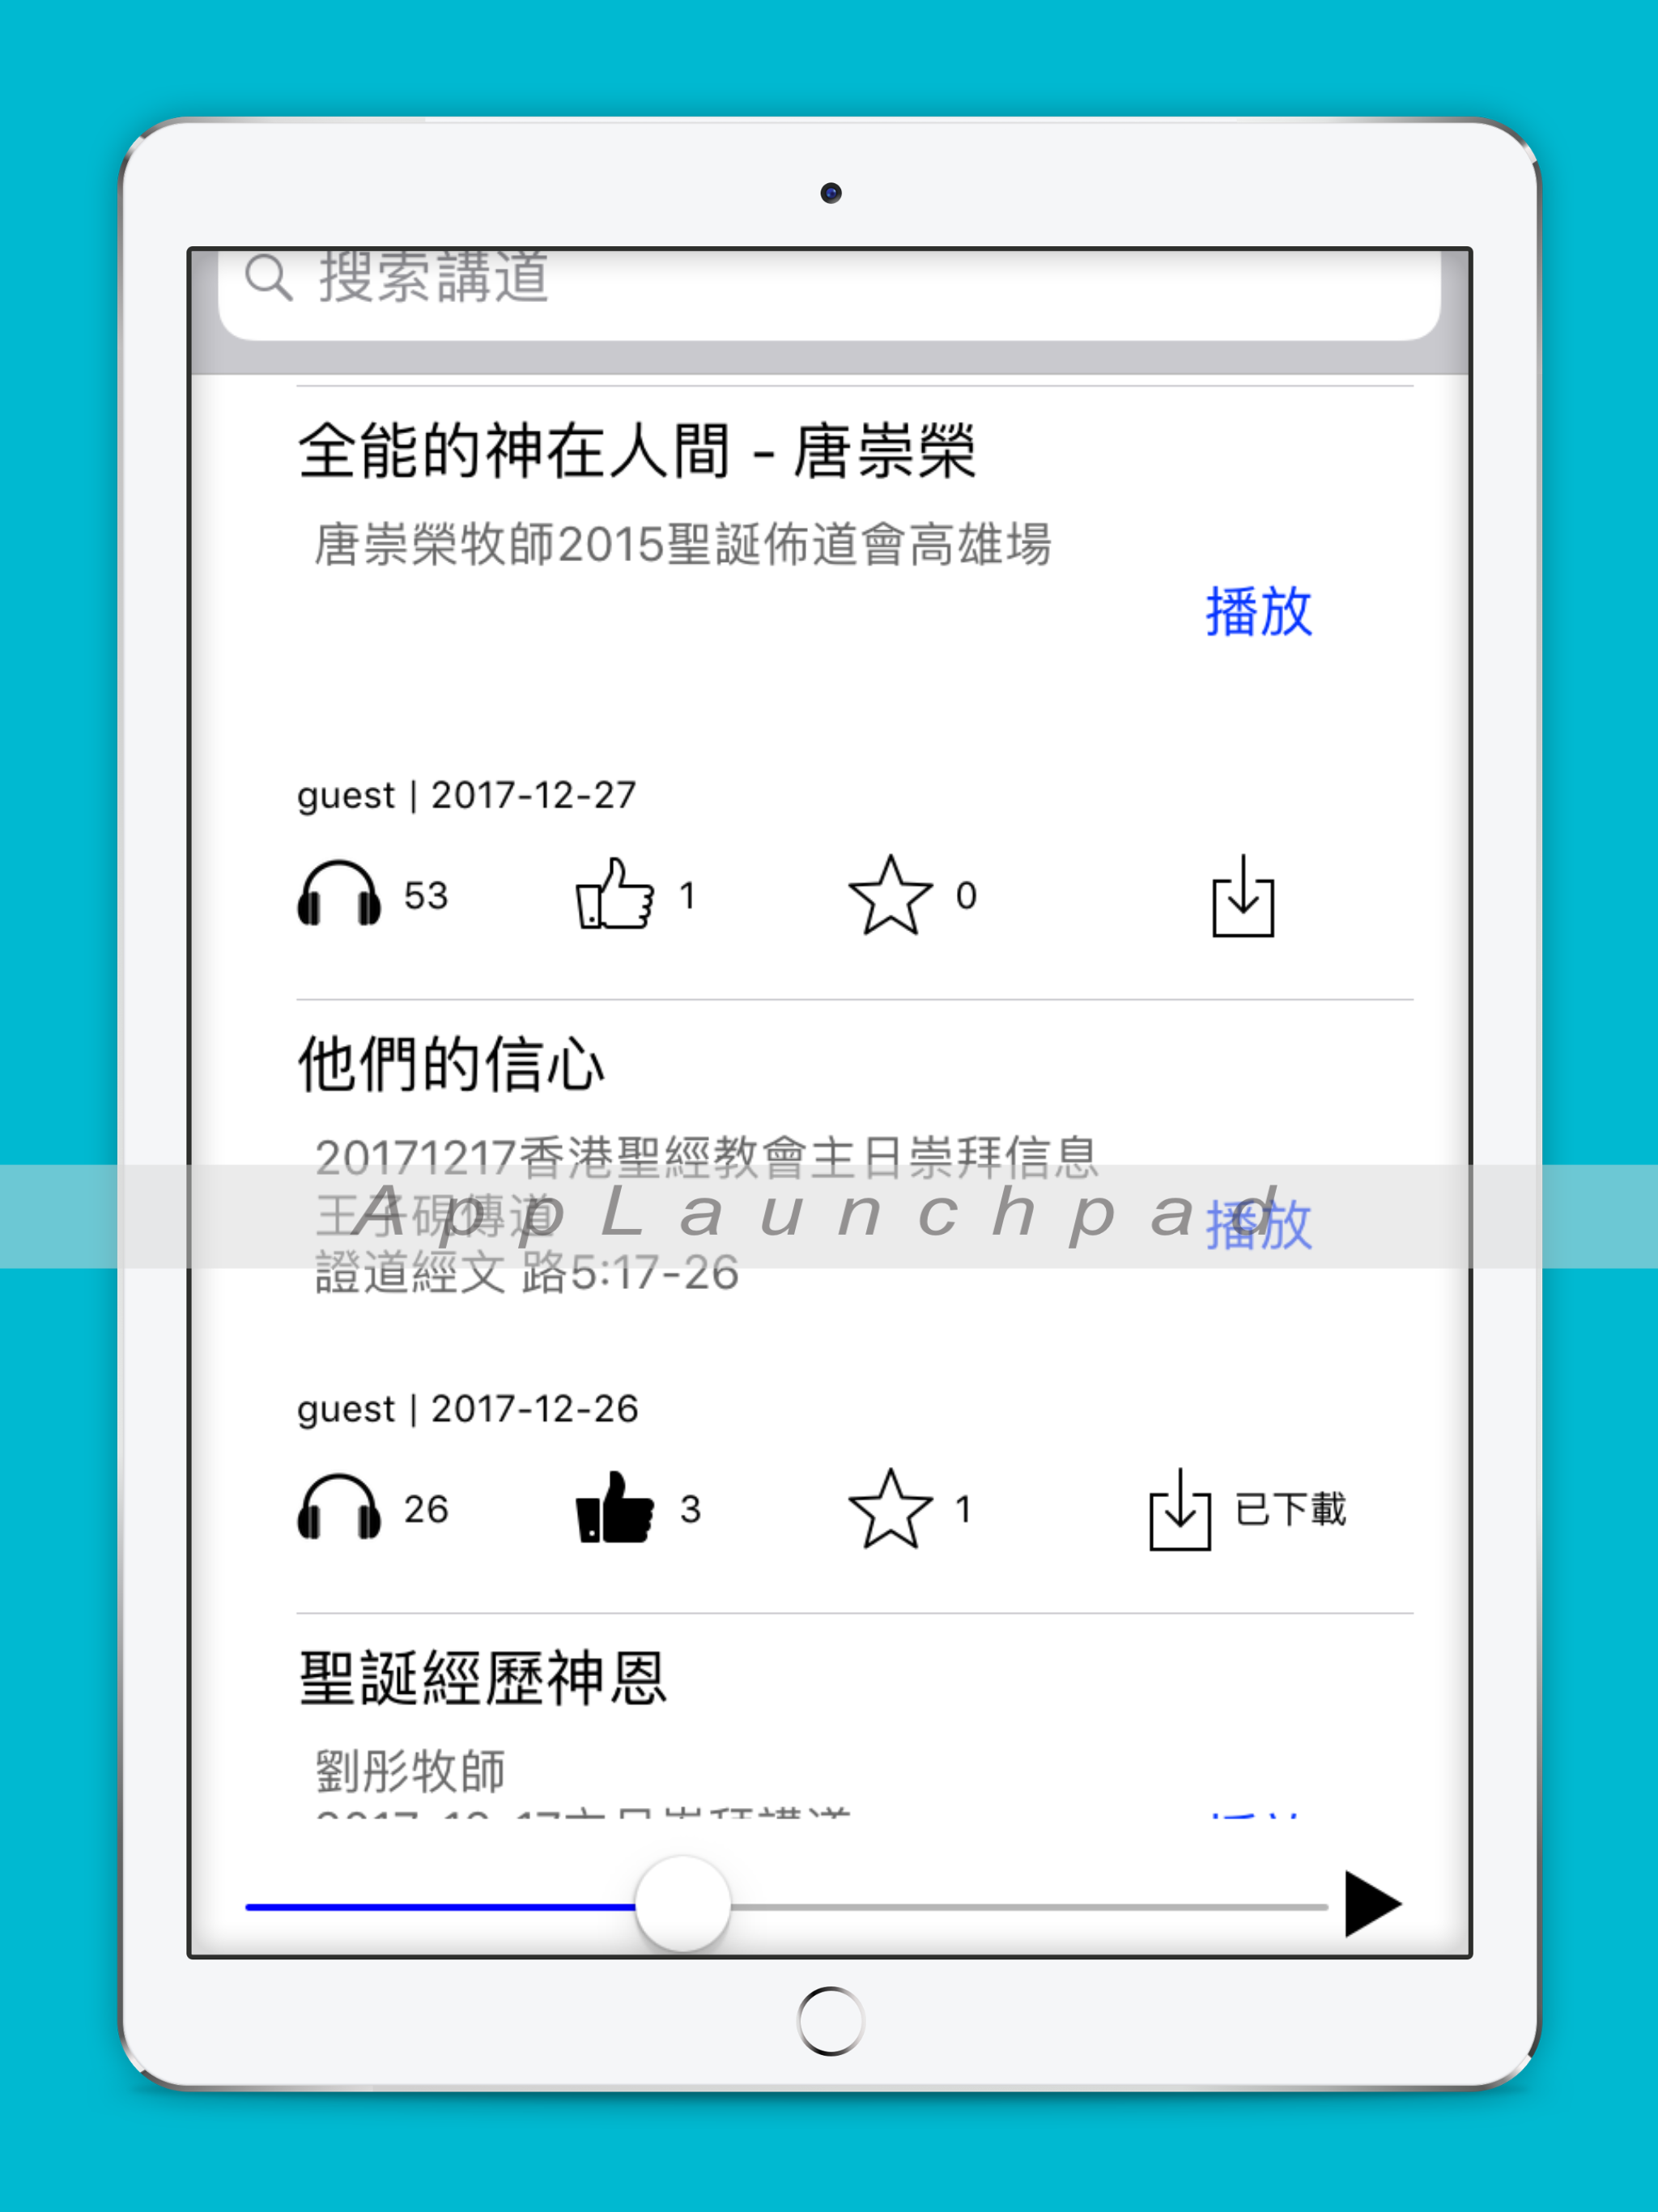 搜索講道
全能的神在人間 - 唐崇榮
唐崇榮牧師2015聖誕佈道會高雄場
播放
guest | 2017-12-27
53 1 0
他們的信心
20171217香港聖經教會主日崇拜信息
王子硯傳道
AppLaunchpad
播放
證道經文 路5:17-26
guest | 2017-12-26
26 3 1 已下載
聖誕經歷神恩
劉彤牧師